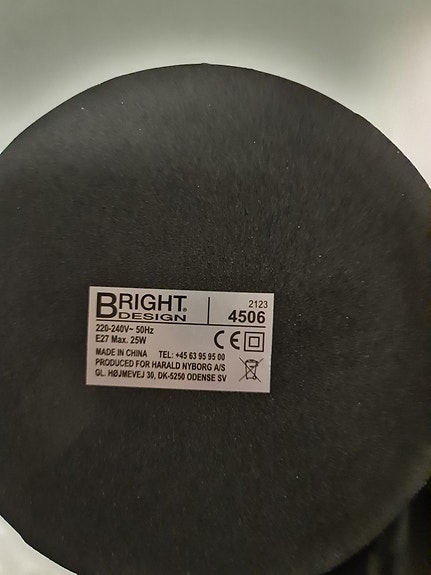 BRIGHT®
DESIGN
2123
4506
220-240V~ 50Hz
E27 Max. 25W
CE
MADE IN CHINA TEL: +45 63 95 95 00
PRODUCED FOR HARALD NYBORG A/S
GL. HØJMEVEJ 30, DK-5250 ODENSE SV